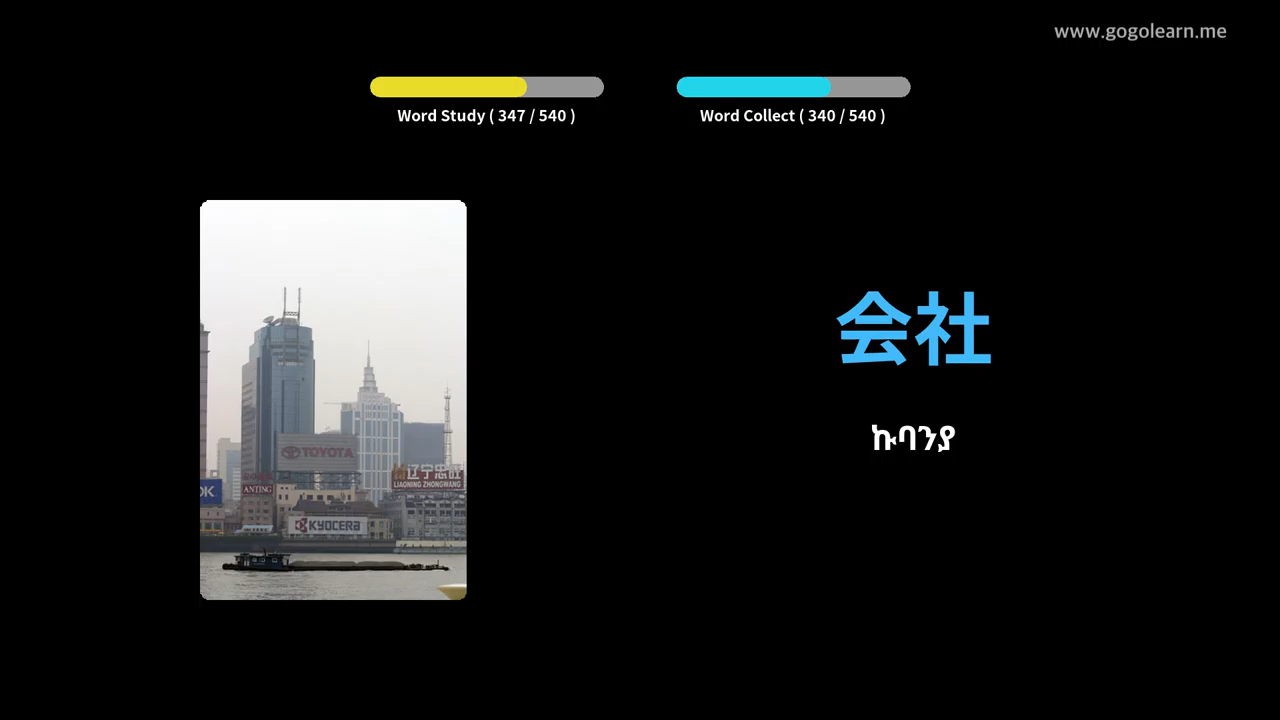 www.gogolearn.me
Word Study ( 347 / 540 )
Word Collect ( 340 / 540 )
会社
ኩባንያ
TOYOTA
辽宁忠旺
LIAONING ZHONGWANG
OK
ANTING
KYOCERA